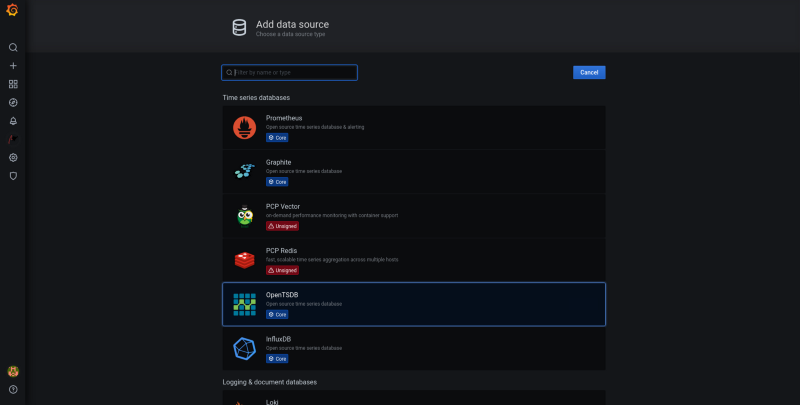 Add data source
Choose a data source type
Filter by name or type
Cancel
Time series databases
Prometheus
Open source time series database & alerting
Core
Graphite
Open source time series database
Core
PCP Vector
on-demand performance monitoring with container support
Unsigned
PCP Redis
fast, scalable time series aggregation across multiple hosts
Unsigned
OpenTSDB
Open source time series database
Core
InfluxDB
Open source time series database
Core
Logging & document databases
Loki